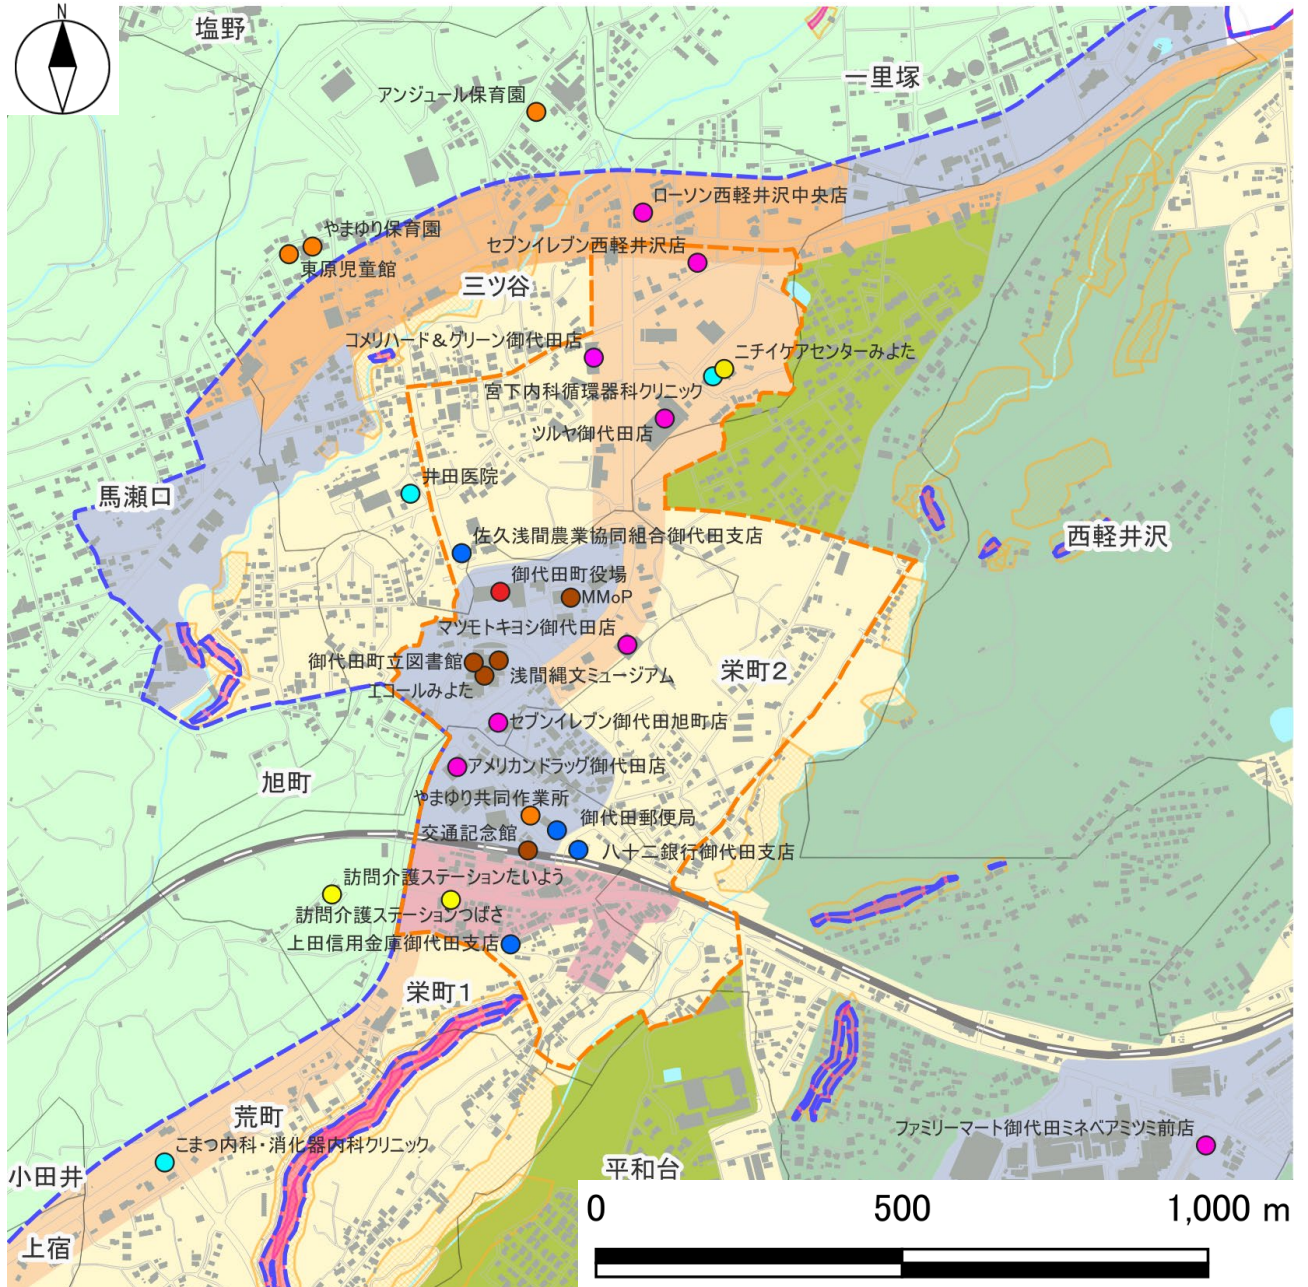 N
塩野
一里塚
アンジュール保育園
ローソン西軽井沢中央店
やまゆり保育園
セブンイレブン西軽井沢店
東原児童館
三ツ谷
コメリハード&グリーン御代田店
ニチイケアセンターみよた
宮下内科循環器科クリニック
ツルヤ御代田店
井田医院
馬瀬口
佐久浅間農業協同組合御代田支店
西軽井沢
御代田町役場
MMoP
マツモトキヨシ御代田店
御代田町立図書館
浅間縄文ミュージアム
栄町2
エコールみよた
セブンイレブン御代田旭町店
アメリカンドラッグ御代田店
旭町
やまゆり共同作業所
御代田郵便局
交通記念館
八十二銀行御代田支店
訪問介護ステーションたいよう
訪問介護ステーションつばさ
上田信用金庫御代田支店
栄町1
荒町
ファミリーマート御代田ミネベアミツミ前店
こまつ内科・消化器内科クリニック
小田井
平和台
上宿
0 500 1,000 m